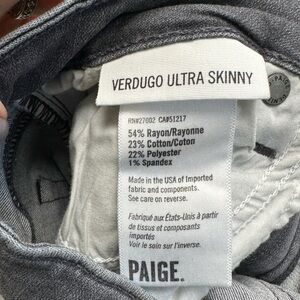 VERDUGO ULTRA SKINNY
RN#27002 CA#51217
54% Rayon/Rayonne
23% Cotton/Coton
22% Polyester
1% Spandex
Made in the USA of Imported
fabric and components.
See care on reverse.
Fabriqué aux États-Unis à partir
de tissus et composants
importés
Voir le soin sur l'inverse.
PAIGE.